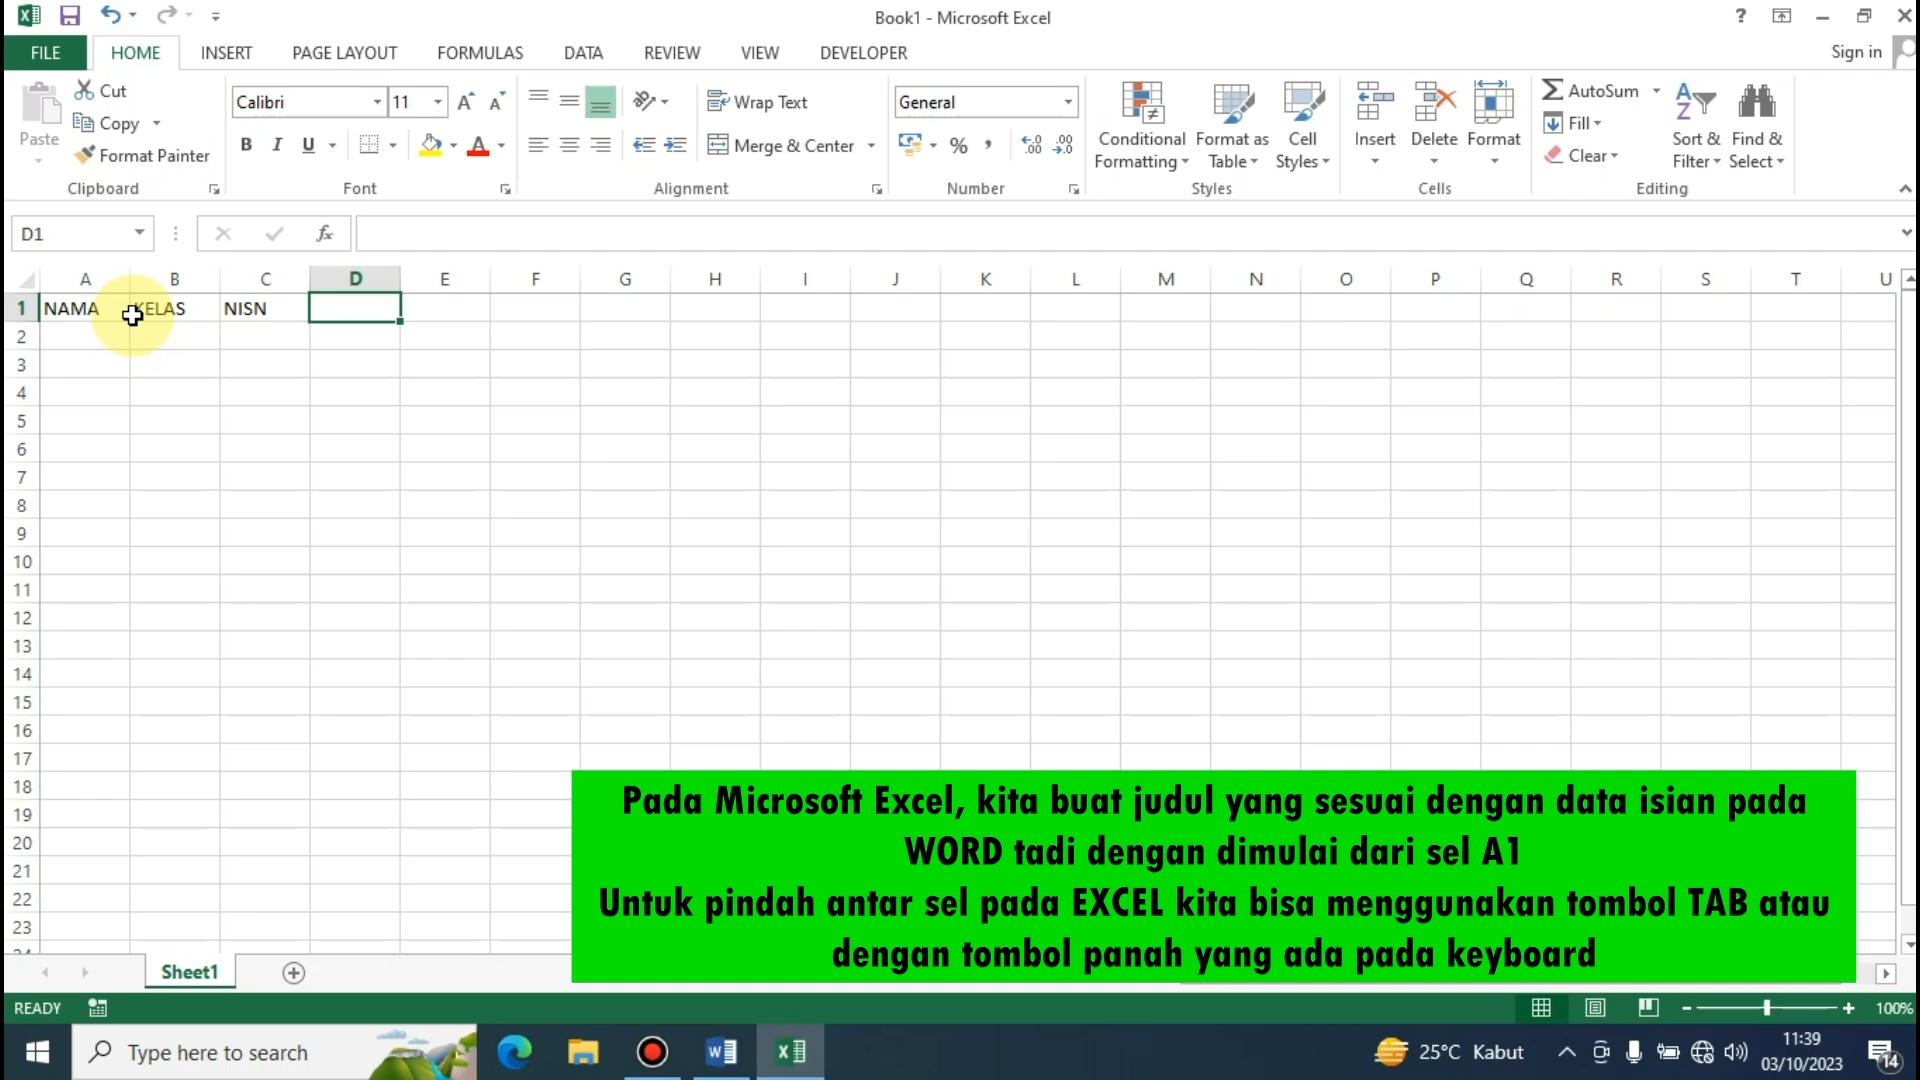 Book1 - Microsoft Excel
?
FILE HOME INSERT PAGE LAYOUT FORMULAS DATA REVIEW VIEW DEVELOPER Sign in
Cut
Copy
Format Painter
Paste
Clipboard
Calibri 11
B I U
Font
Wrap Text
Merge & Center
Alignment
General
%
Number
Conditional Formatting
Format as Table
Cell Styles
Styles
Insert Delete Format
Cells
AutoSum
Fill
Clear
Sort & Filter
Find & Select
Editing
D1
fx
A B C D E F G H I J K L M N O P Q R S T U
1 NAMA KELAS NISN
2
3
4
5
6
7
8
9
10
11
12
13
14
15
16
17
18
19
20
21
22
23
24
Pada Microsoft Excel, kita buat judul yang sesuai dengan data isian pada
WORD tadi dengan dimulai dari sel A1
Untuk pindah antar sel pada EXCEL kita bisa menggunakan tombol TAB atau
dengan tombol panah yang ada pada keyboard
Sheet1
READY
100%
Type here to search
25°C Kabut
11:39
03/10/2023
14